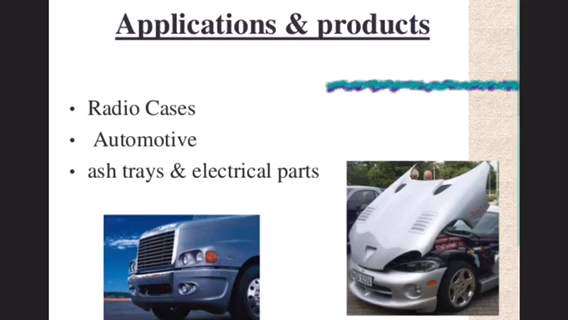 Applications & products
• Radio Cases
• Automotive
• ash trays & electrical parts